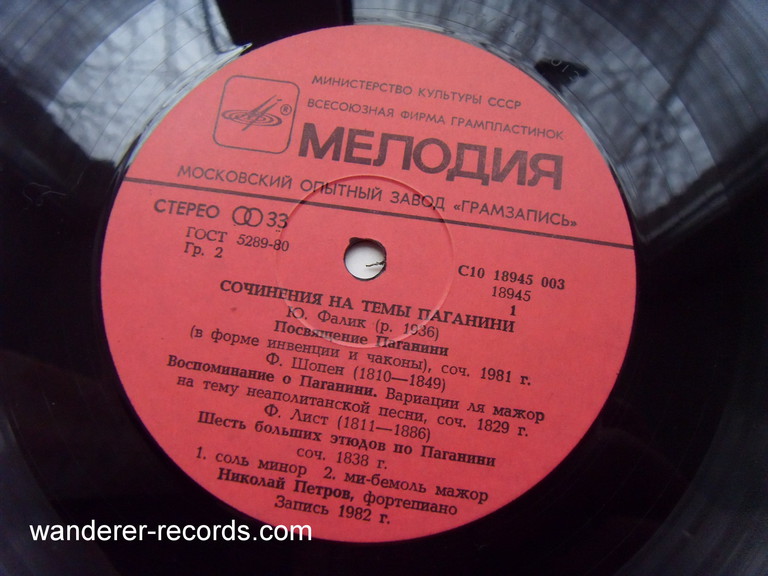 МИНИСТЕРСТВО КУЛЬТУРЫ СССР
ВСЕСОЮЗНАЯ ФИРМА ГРАМПЛАСТИНОК
®
МЕЛОДИЯ
МОСКОВСКИЙ ОПЫТНЫЙ ЗАВОД «ГРАМЗАПИСЬ»
СТЕРЕО 33
ГОСТ 5289-80
Гр. 2
С10 18945 003
18945
1
СОЧИНЕНИЯ НА ТЕМЫ ПАГАНИНИ
Ю. Фалик (р. 1936)
Посвящение Паганини
(в форме инвенции и чаконы), соч. 1981 г.
Ф. Шопен (1810—1849)
Воспоминание о Паганини. Вариации ля мажор
на тему неаполитанской песни, соч. 1829 г.
Ф. Лист (1811—1886)
Шесть больших этюдов по Паганини
соч. 1838 г.
1. соль минор 2. ми-бемоль мажор
Николай Петров, фортепиано
Запись 1982 г.
wanderer-records.com